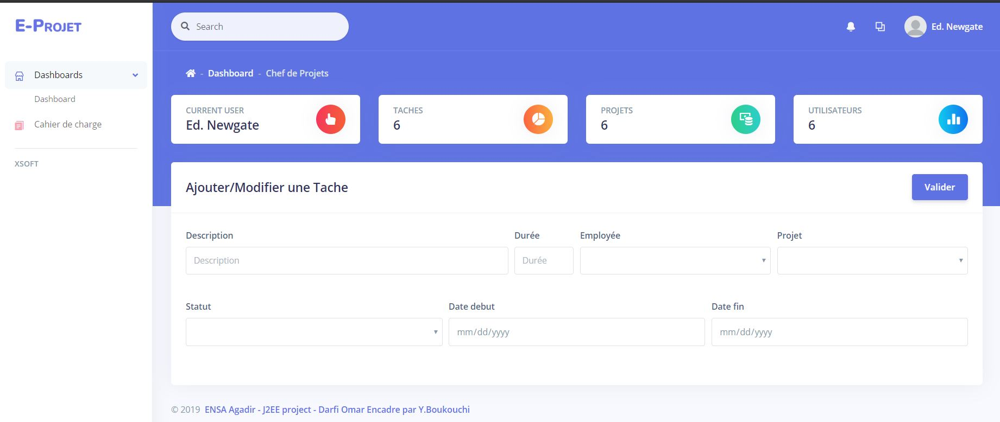 E-PROJET
Search
Ed. Newgate
Dashboards
Dashboard
Cahier de charge
XSOFT
- Dashboard - Chef de Projets
CURRENT USER
Ed. Newgate
TACHES
6
PROJETS
6
UTILISATEURS
6
Ajouter/Modifier une Tache
Valider
Description Durée Employée Projet
Description Durée
Statut Date debut Date fin
mm/dd/yyyy mm/dd/yyyy
© 2019 ENSA Agadir - J2EE project - Darfi Omar Encadre par Y.Boukouchi